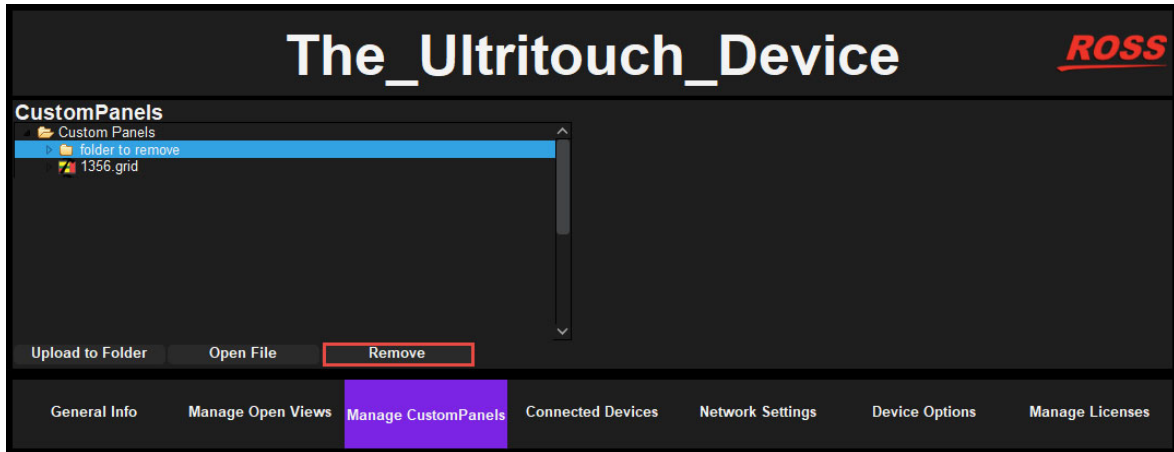 The_Ultritouch_Device
ROSS
CustomPanels
Custom Panels
folder to remove
1356.grid
Upload to Folder Open File Remove
General Info Manage Open Views Manage CustomPanels Connected Devices Network Settings Device Options Manage Licenses